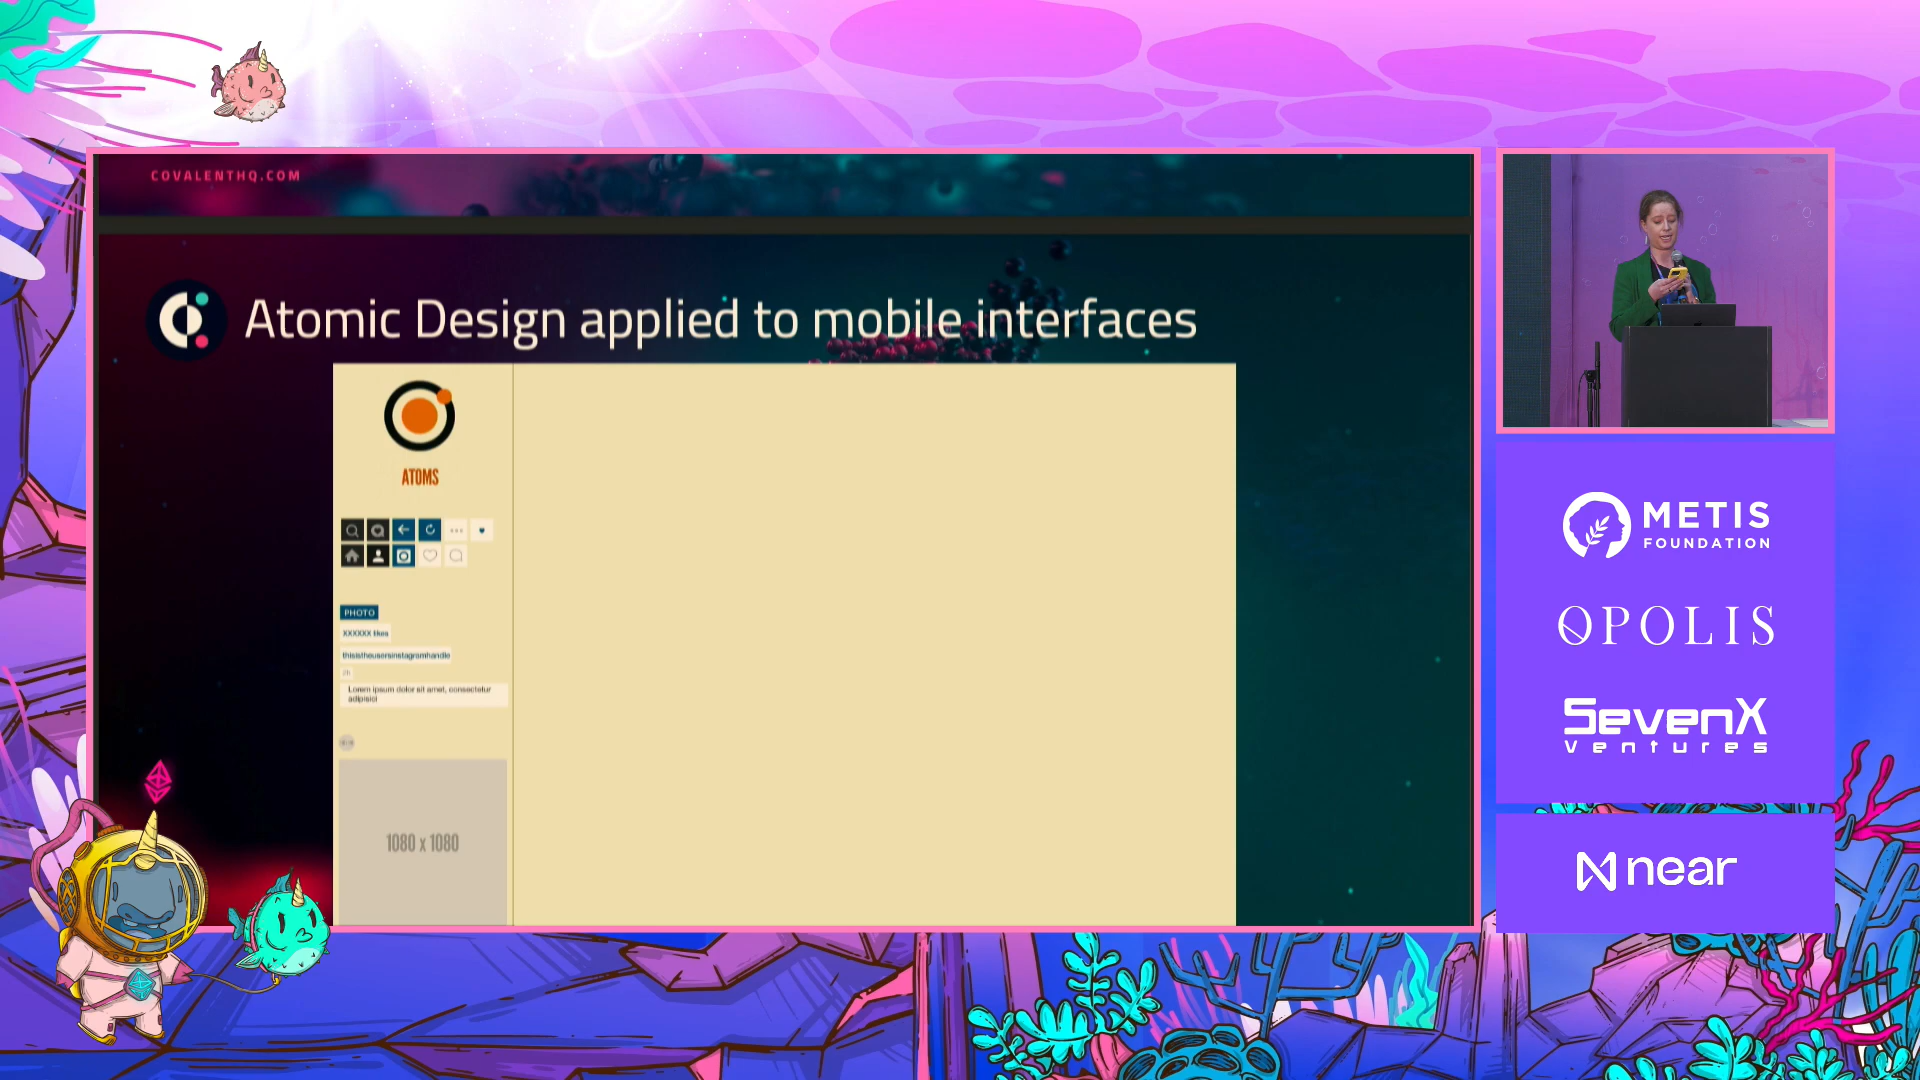 COVALENTHQ.COM
Atomic Design applied to mobile interfaces
ATOMS
PHOTO
XXXXXX likes
thisistheusersinstagramhandle
2h
Lorem ipsum dolor sit amet, consectetur
adipisici
1080 x 1080
METIS
FOUNDATION
OPOLIS
SevenX
Ventures
near